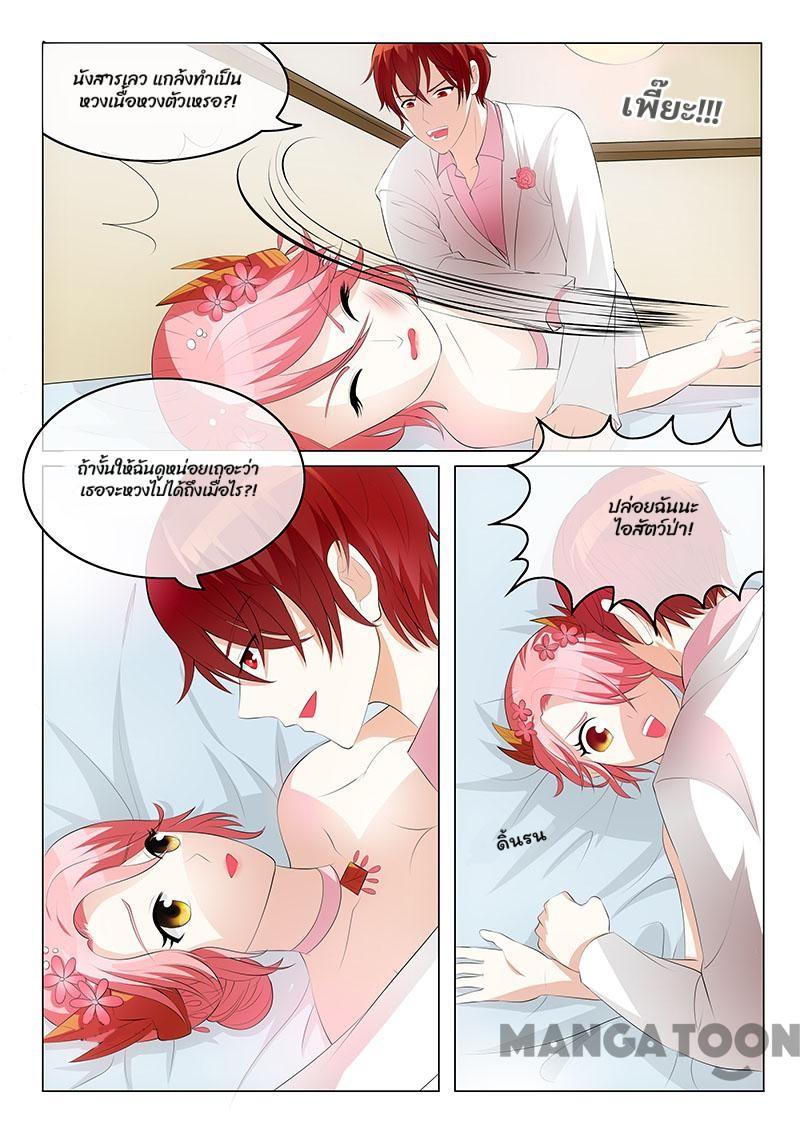 นังสารเลว แกล้งทำเป็น
หวงเนื้อหวงตัวเหรอ?!
เพี๊ยะ!!!
ถ้างั้นให้ฉันดูหน่อยเถอะว่า
เธอจะหวงไปได้ถึงเมื่อไร?!
ปล่อยฉันนะ
ไอสัตว์ป่า!
ดิ้นรน
MANGATOON